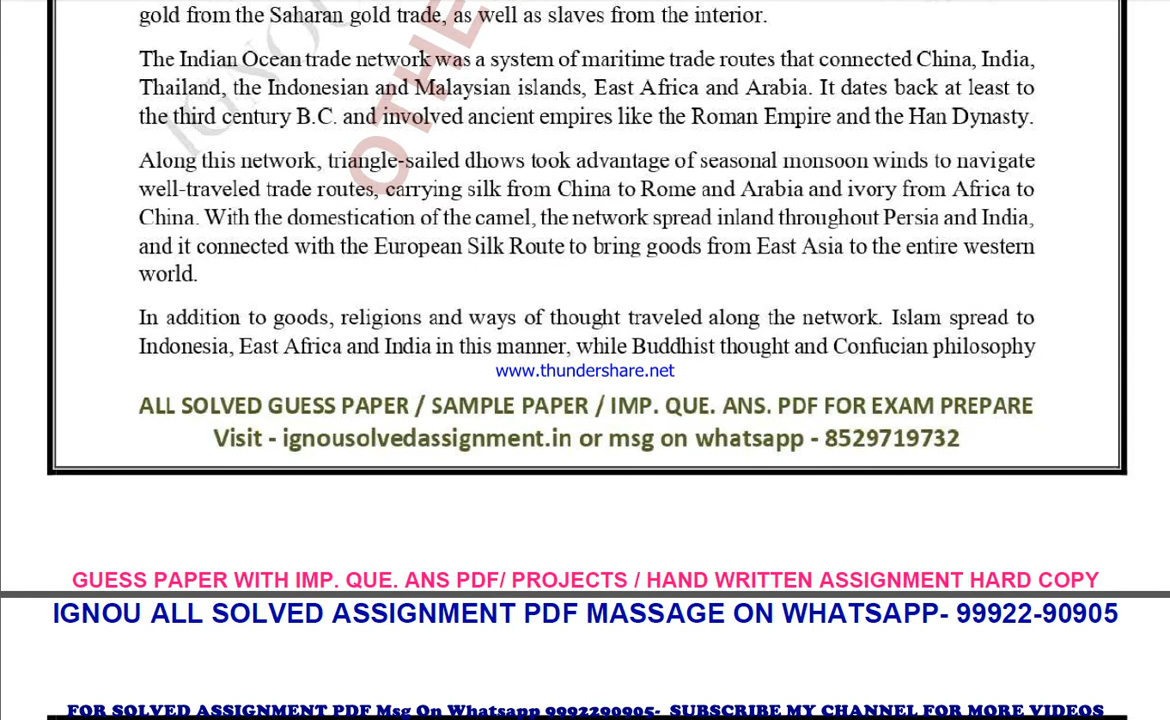 gold from the Saharan gold trade, as well as slaves from the interior.
The Indian Ocean trade network was a system of maritime trade routes that connected China, India,
Thailand, the Indonesian and Malaysian islands, East Africa and Arabia. It dates back at least to
the third century B.C. and involved ancient empires like the Roman Empire and the Han Dynasty.
Along this network, triangle-sailed dhows took advantage of seasonal monsoon winds to navigate
well-traveled trade routes, carrying silk from China to Rome and Arabia and ivory from Africa to
China. With the domestication of the camel, the network spread inland throughout Persia and India,
and it connected with the European Silk Route to bring goods from East Asia to the entire western
world.
In addition to goods, religions and ways of thought traveled along the network. Islam spread to
Indonesia, East Africa and India in this manner, while Buddhist thought and Confucian philosophy
www.thundershare.net
ALL SOLVED GUESS PAPER / SAMPLE PAPER / IMP. QUE. ANS. PDF FOR EXAM PREPARE
Visit - ignousolvedassignment.in or msg on whatsapp - 8529719732
IGNOU
OTHE
GUESS PAPER WITH IMP. QUE. ANS PDF/ PROJECTS / HAND WRITTEN ASSIGNMENT HARD COPY
IGNOU ALL SOLVED ASSIGNMENT PDF MASSAGE ON WHATSAPP- 99922-90905
FOR SOLVED ASSIGNMENT PDF Msg On Whatsapp 9992290905- SUBSCRIBE MY CHANNEL FOR MORE VIDEOS